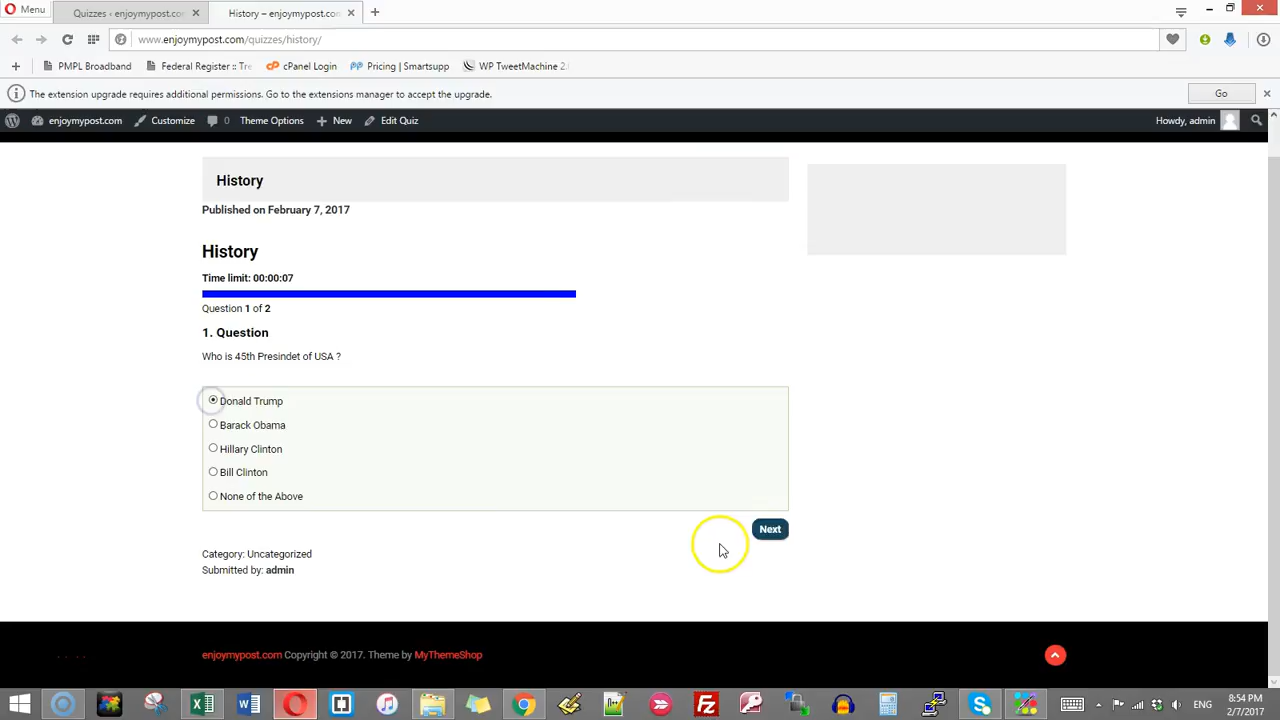 Menu
Quizzes ‹ enjoymypost.co
History – enjoymypost.com
www.enjoymypost.com/quizzes/history/
PMPL Broadband
Federal Register :: Tre
cP cPanel Login
PP Pricing | Smartsupp
WP TweetMachine 2.
The extension upgrade requires additional permissions. Go to the extensions manager to accept the upgrade.
Go
enjoymypost.com
Customize
0
Theme Options
New
Edit Quiz
Howdy, admin
History
Published on February 7, 2017
History
Time limit: 00:00:07
Question 1 of 2
1. Question
Who is 45th Presindet of USA ?
Donald Trump
Barack Obama
Hillary Clinton
Bill Clinton
None of the Above
Next
Category: Uncategorized
Submitted by: admin
enjoymypost.com Copyright © 2017. Theme by MyThemeShop
ENG
8:54 PM
2/7/2017